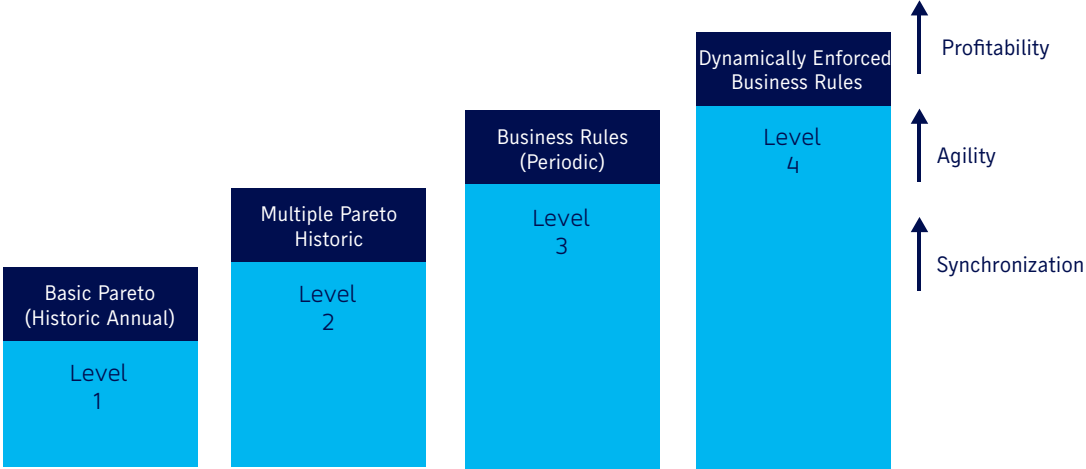 Basic Pareto
(Historic Annual)
Level
1
Multiple Pareto
Historic
Level
2
Business Rules
(Periodic)
Level
3
Dynamically Enforced
Business Rules
Level
4
Profitability
Agility
Synchronization